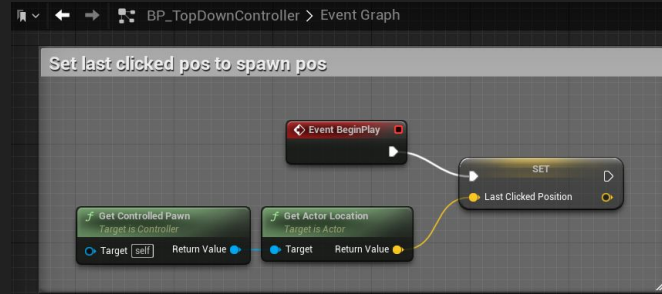 BP_TopDownController > Event Graph
Set last clicked pos to spawn pos
Event BeginPlay
SET
Last Clicked Position
f Get Controlled Pawn
Target is Controller
Target self Return Value
f Get Actor Location
Target is Actor
Target Return Value